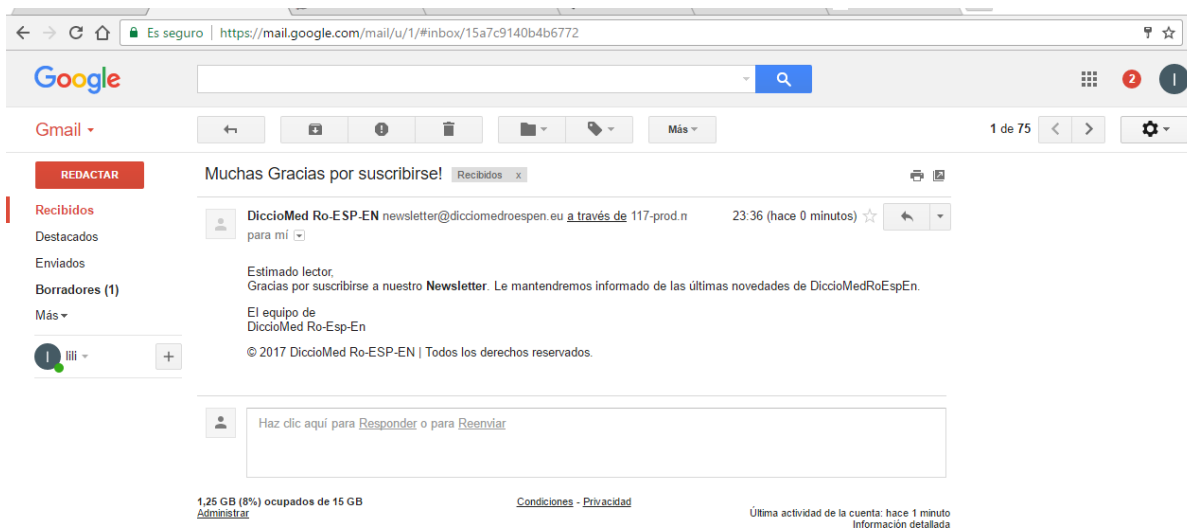 Es seguro | https://mail.google.com/mail/u/1/#inbox/15a7c9140b4b6772
Google
2 I
Gmail
Más
1 de 75
REDACTAR
Muchas Gracias por suscribirse! Recibidos x
Recibidos
Destacados
Enviados
Borradores (1)
Más
lili
I
+
DiccioMed Ro-ESP-EN newsletter@dicciomedroespen.eu a través de 117-prod.
23:36 (hace 0 minutos)
para mí
Estimado lector,
Gracias por suscribirse a nuestro Newsletter. Le mantendremos informado de las últimas novedades de DiccioMedRoEspEn.
El equipo de
DiccioMed Ro-Esp-En
© 2017 DiccioMed Ro-ESP-EN | Todos los derechos reservados.
Haz clic aquí para Responder o para Reenviar
1,25 GB (8%) ocupados de 15 GB
Administrar
Condiciones - Privacidad
Última actividad de la cuenta: hace 1 minuto
Información detallada